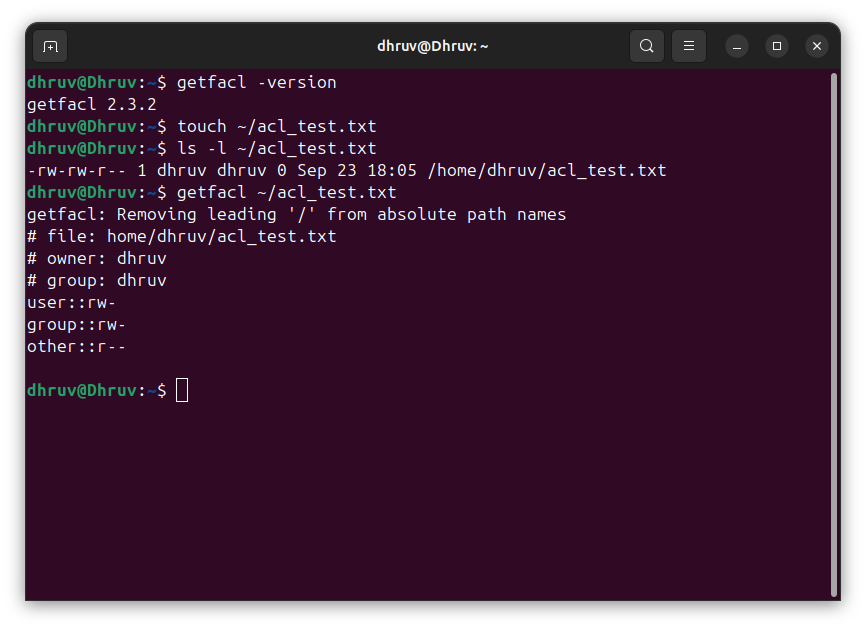 dhruv@Dhruv: ~
dhruv@Dhruv:~$ getfacl -version
getfacl 2.3.2
dhruv@Dhruv:~$ touch ~/acl_test.txt
dhruv@Dhruv:~$ ls -l ~/acl_test.txt
-rw-rw-r-- 1 dhruv dhruv 0 Sep 23 18:05 /home/dhruv/acl_test.txt
dhruv@Dhruv:~$ getfacl ~/acl_test.txt
getfacl: Removing leading '/' from absolute path names
# file: home/dhruv/acl_test.txt
# owner: dhruv
# group: dhruv
user::rw-
group::rw-
other::r--
dhruv@Dhruv:~$